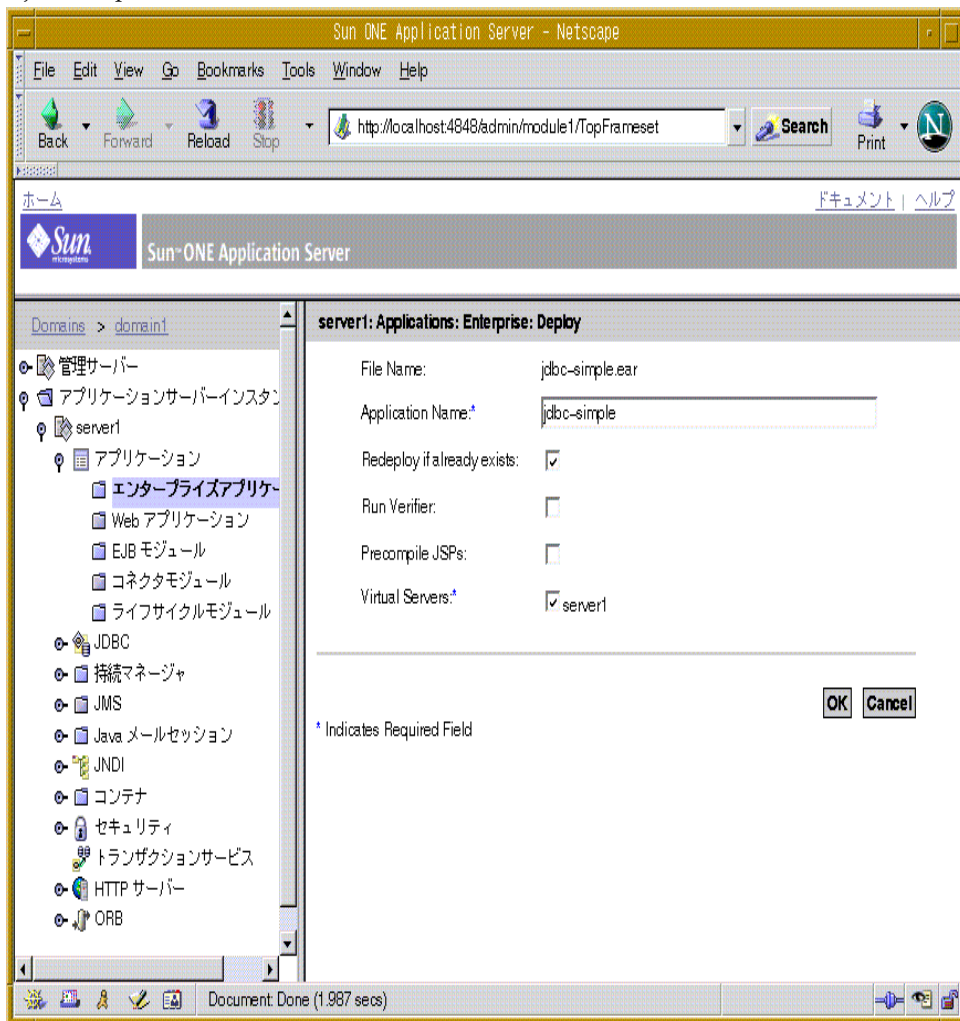 Sun ONE Application Server - Netscape
File Edit View Go Bookmarks Tools Window Help
Back Forward Reload Stop http://localhost:4848/admin/module1/TopFrameset Search Print N
ホーム ドキュメント | ヘルプ
Sun microsystems Sun ONE Application Server
Domains > domain1
管理サーバー
アプリケーションサーバーインスタン
server1
アプリケーション
エンタープライズアプリケー
Web アプリケーション
EJB モジュール
コネクタモジュール
ライフサイクルモジュール
JDBC
持続マネージャ
JMS
Java メールセッション
JNDI
コンテナ
セキュリティ
トランザクションサービス
HTTP サーバー
ORB
server1: Applications: Enterprise: Deploy
File Name: jdbc-simple.ear
Application Name:* jdbc-simple
Redeploy if already exists:
Run Verifier:
Precompile JSPs:
Virtual Servers:* server1
OK Cancel
* Indicates Required Field
Document: Done (1.987 secs)